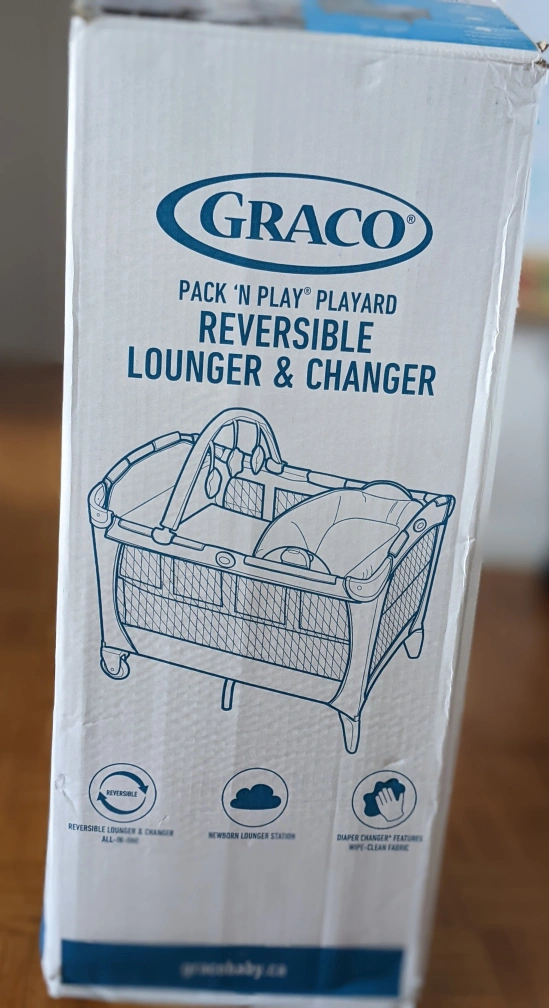 GRACO®
PACK 'N PLAY® PLAYARD
REVERSIBLE
LOUNGER & CHANGER
REVERSIBLE
REVERSIBLE LOUNGER & CHANGER
ALL-IN-ONE
NEWBORN LOUNGER STATION
DIAPER CHANGER* FEATURES
WIPE-CLEAN FABRIC
gracobaby.ca